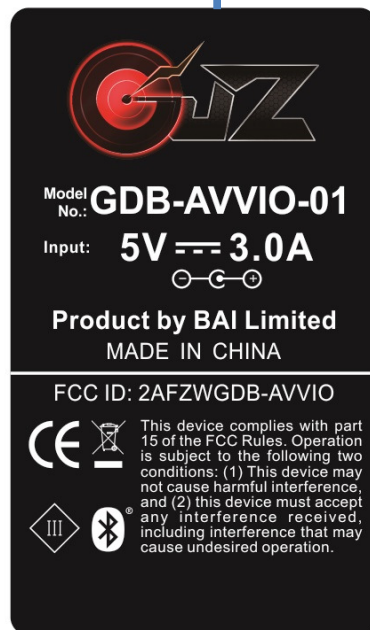 GJZ
Model No.: GDB-AVVIO-01
Input: 5V ⎓ 3.0A
Product by BAI Limited
MADE IN CHINA
FCC ID: 2AFZWGDB-AVVIO
This device complies with part
15 of the FCC Rules. Operation
is subject to the following two
conditions: (1) This device may
not cause harmful interference,
and (2) this device must accept
any interference received,
including interference that may
cause undesired operation.
CE
III
®